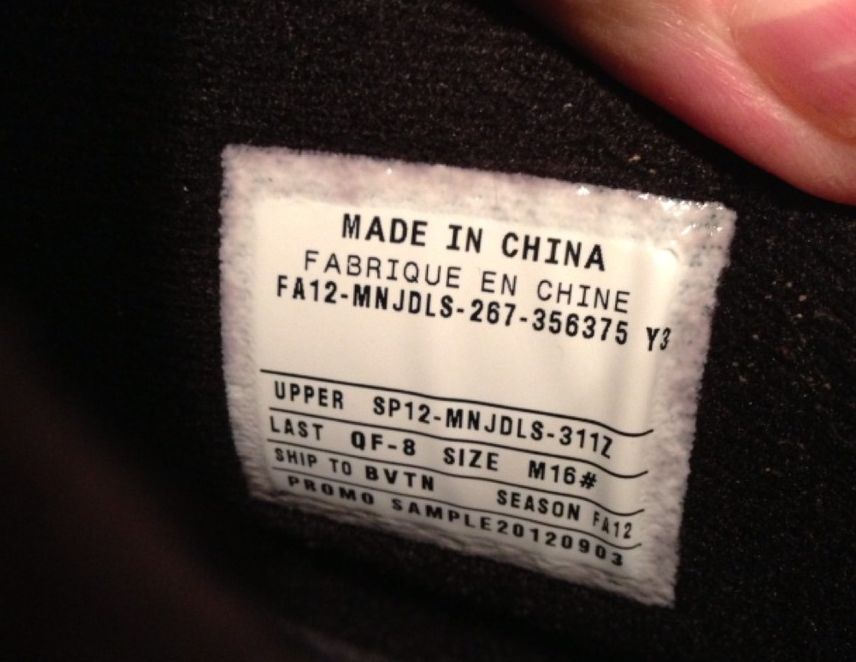 MADE IN CHINA
FABRIQUE EN CHINE
FA12-MNJDLS-267-356375 Y3
UPPER SP12-MNJDLS-311Z
LAST QF-8 SIZE M16#
SHIP TO BVTN SEASON FA12
PROMO SAMPLE20120903